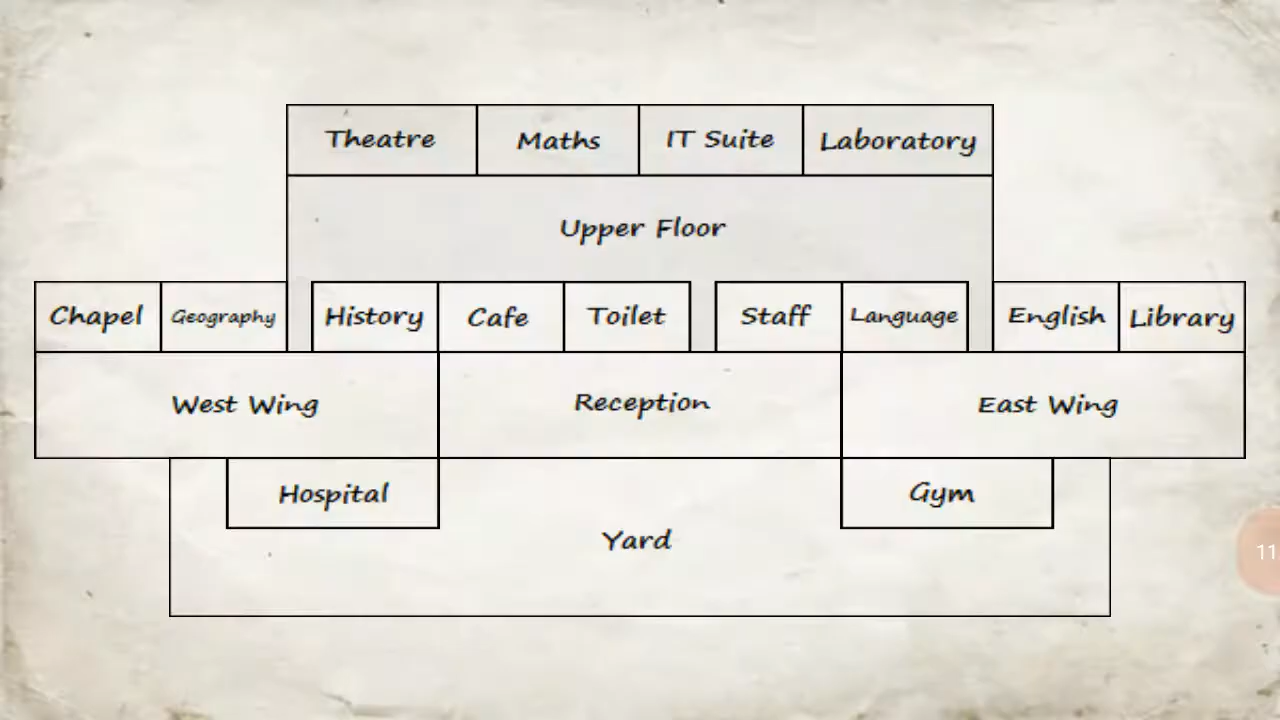 Theatre
Maths
IT Suite
Laboratory
Upper Floor
Chapel
Geography
History
Cafe
Toilet
Staff
Language
English
Library
West Wing
Reception
East Wing
Hospital
Gym
Yard
11